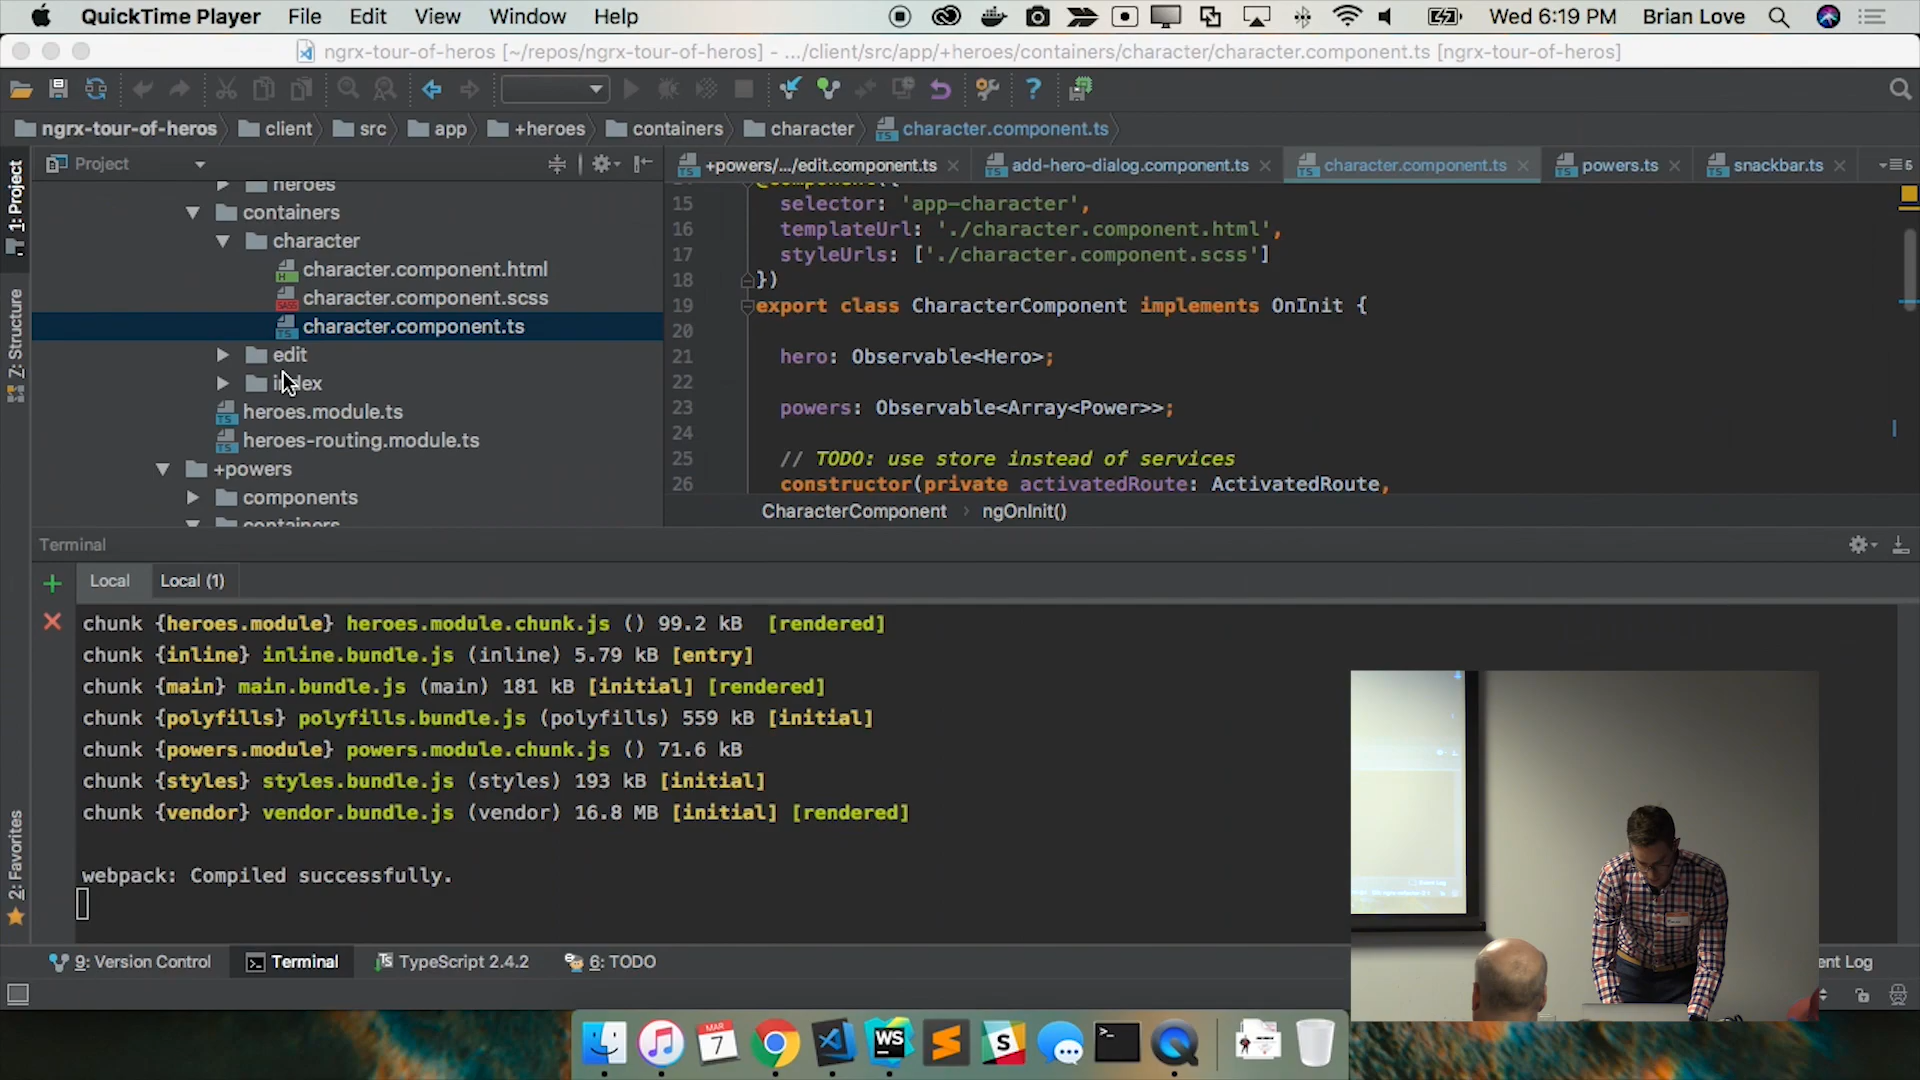 QuickTime Player File Edit View Window Help Wed 6:19 PM Brian Love
ngrx-tour-of-heros [~/repos/ngrx-tour-of-heros] - .../client/src/app/+heroes/containers/character/character.component.ts [ngrx-tour-of-heros]
ngrx-tour-of-heros client src app +heroes containers character character.component.ts
Project
+powers/.../edit.component.ts add-hero-dialog.component.ts character.component.ts powers.ts snackbar.ts 5
1: Project
7: Structure
2: Favorites
heroes
containers
character
character.component.html
character.component.scss
character.component.ts
edit
index
heroes.module.ts
heroes-routing.module.ts
+powers
components
containers
@Component({
15 selector: 'app-character',
16 templateUrl: './character.component.html',
17 styleUrls: ['./character.component.scss']
18 })
19 export class CharacterComponent implements OnInit {
20
21 hero: Observable<Hero>;
22
23 powers: Observable<Array<Power>>;
24
25 // TODO: use store instead of services
26 constructor(private activatedRoute: ActivatedRoute,
CharacterComponent ngOnInit()
Terminal
Local Local (1)
chunk {heroes.module} heroes.module.chunk.js () 99.2 kB [rendered]
chunk {inline} inline.bundle.js (inline) 5.79 kB [entry]
chunk {main} main.bundle.js (main) 181 kB [initial] [rendered]
chunk {polyfills} polyfills.bundle.js (polyfills) 559 kB [initial]
chunk {powers.module} powers.module.chunk.js () 71.6 kB
chunk {styles} styles.bundle.js (styles) 193 kB [initial]
chunk {vendor} vendor.bundle.js (vendor) 16.8 MB [initial] [rendered]
webpack: Compiled successfully.
9: Version Control Terminal TypeScript 2.4.2 6: TODO ent Log
MAR
7
WS
S